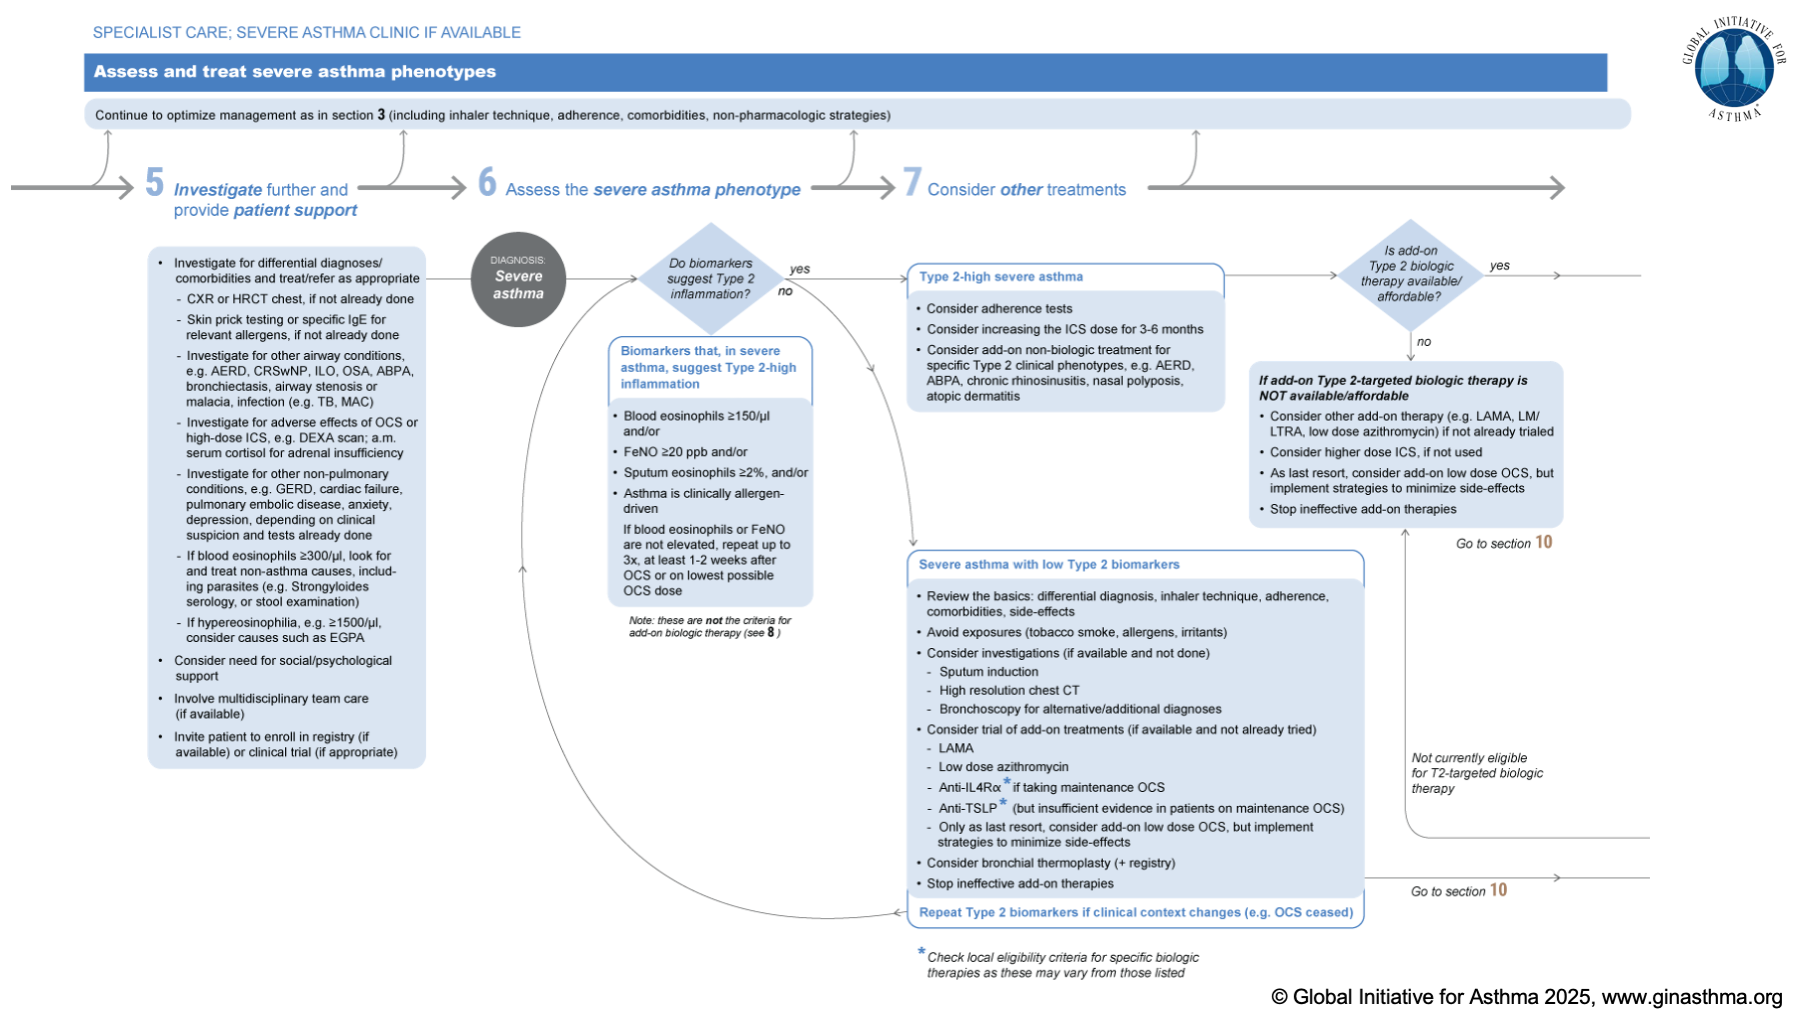 SPECIALIST CARE; SEVERE ASTHMA CLINIC IF AVAILABLE
GLOBAL INITIATIVE FOR
ASTHMA
Assess and treat severe asthma phenotypes
Continue to optimize management as in section 3 (including inhaler technique, adherence, comorbidities, non-pharmacologic strategies)
5 Investigate further and
provide patient support
• Investigate for differential diagnoses/
comorbidities and treat/refer as appropriate
- CXR or HRCT chest, if not already done
- Skin prick testing or specific IgE for
relevant allergens, if not already done
- Investigate for other airway conditions,
e.g. AERD, CRSwNP, ILO, OSA, ABPA,
bronchiectasis, airway stenosis or
malacia, infection (e.g. TB, MAC)
- Investigate for adverse effects of OCS or
high-dose ICS, e.g. DEXA scan; a.m.
serum cortisol for adrenal insufficiency
- Investigate for other non-pulmonary
conditions, e.g. GERD, cardiac failure,
pulmonary embolic disease, anxiety,
depression, depending on clinical
suspicion and tests already done
- If blood eosinophils ≥300/µl, look for
and treat non-asthma causes, includ-
ing parasites (e.g. Strongyloides
serology, or stool examination)
- If hypereosinophilia, e.g. ≥1500/µl,
consider causes such as EGPA
• Consider need for social/psychological
support
• Involve multidisciplinary team care
(if available)
• Invite patient to enroll in registry (if
available) or clinical trial (if appropriate)
6 Assess the severe asthma phenotype
DIAGNOSIS:
Severe
asthma
Do biomarkers
suggest Type 2
inflammation?
yes
no
Biomarkers that, in severe
asthma, suggest Type 2-high
inflammation
• Blood eosinophils ≥150/µl
and/or
• FeNO ≥20 ppb and/or
• Sputum eosinophils ≥2%, and/or
• Asthma is clinically allergen-
driven
If blood eosinophils or FeNO
are not elevated, repeat up to
3x, at least 1-2 weeks after
OCS or on lowest possible
OCS dose
Note: these are not the criteria for
add-on biologic therapy (see 8 )
7 Consider other treatments
Type 2-high severe asthma
• Consider adherence tests
• Consider increasing the ICS dose for 3-6 months
• Consider add-on non-biologic treatment for
specific Type 2 clinical phenotypes, e.g. AERD,
ABPA, chronic rhinosinusitis, nasal polyposis,
atopic dermatitis
Is add-on
Type 2 biologic
therapy available/
affordable?
yes
no
If add-on Type 2-targeted biologic therapy is
NOT available/affordable
• Consider other add-on therapy (e.g. LAMA, LM/
LTRA, low dose azithromycin) if not already trialed
• Consider higher dose ICS, if not used
• As last resort, consider add-on low dose OCS, but
implement strategies to minimize side-effects
• Stop ineffective add-on therapies
Go to section 10
Severe asthma with low Type 2 biomarkers
• Review the basics: differential diagnosis, inhaler technique, adherence,
comorbidities, side-effects
• Avoid exposures (tobacco smoke, allergens, irritants)
• Consider investigations (if available and not done)
- Sputum induction
- High resolution chest CT
- Bronchoscopy for alternative/additional diagnoses
• Consider trial of add-on treatments (if available and not already tried)
- LAMA
- Low dose azithromycin
- Anti-IL4Rα* if taking maintenance OCS
- Anti-TSLP* (but insufficient evidence in patients on maintenance OCS)
- Only as last resort, consider add-on low dose OCS, but implement
strategies to minimize side-effects
• Consider bronchial thermoplasty (+ registry)
• Stop ineffective add-on therapies
Repeat Type 2 biomarkers if clinical context changes (e.g. OCS ceased)
Not currently eligible
for T2-targeted biologic
therapy
Go to section 10
* Check local eligibility criteria for specific biologic
therapies as these may vary from those listed
© Global Initiative for Asthma 2025, www.ginasthma.org